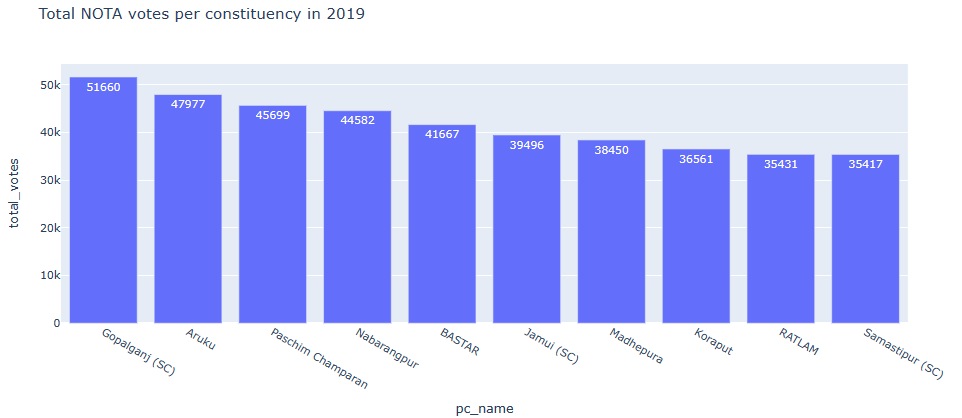 Total NOTA votes per constituency in 2019
total_votes
50k
40k
30k
20k
10k
0
51660
47977
45699
44582
41667
39496
38450
36561
35431
35417
Gopalganj (SC)
Aruku
Paschim Champaran
Nabarangpur
BASTAR
Jamui (SC)
Madhepura
Koraput
RATLAM
Samastipur (SC)
pc_name